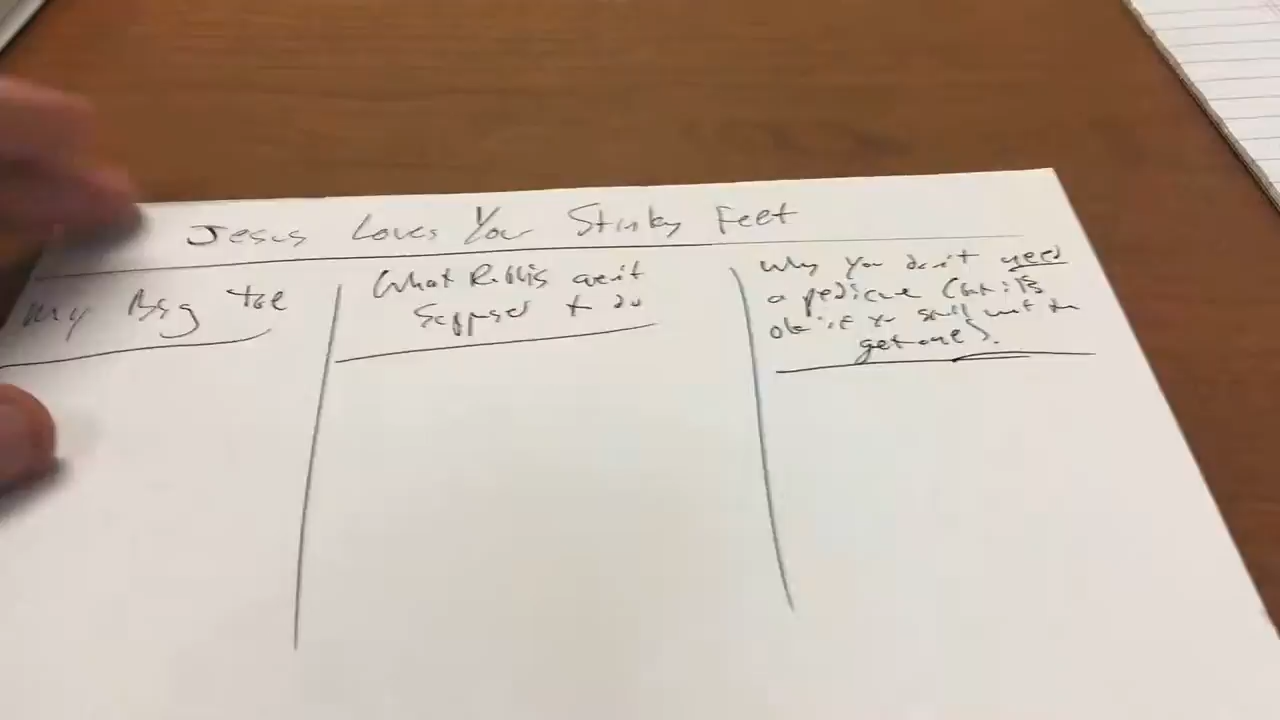 Jesus Loves Your Stinky Feet
My Big toe
What Rabbis aren't
Supposed to do
Why you don't need
a pedicure (but it's
ok if you still want to
get one).